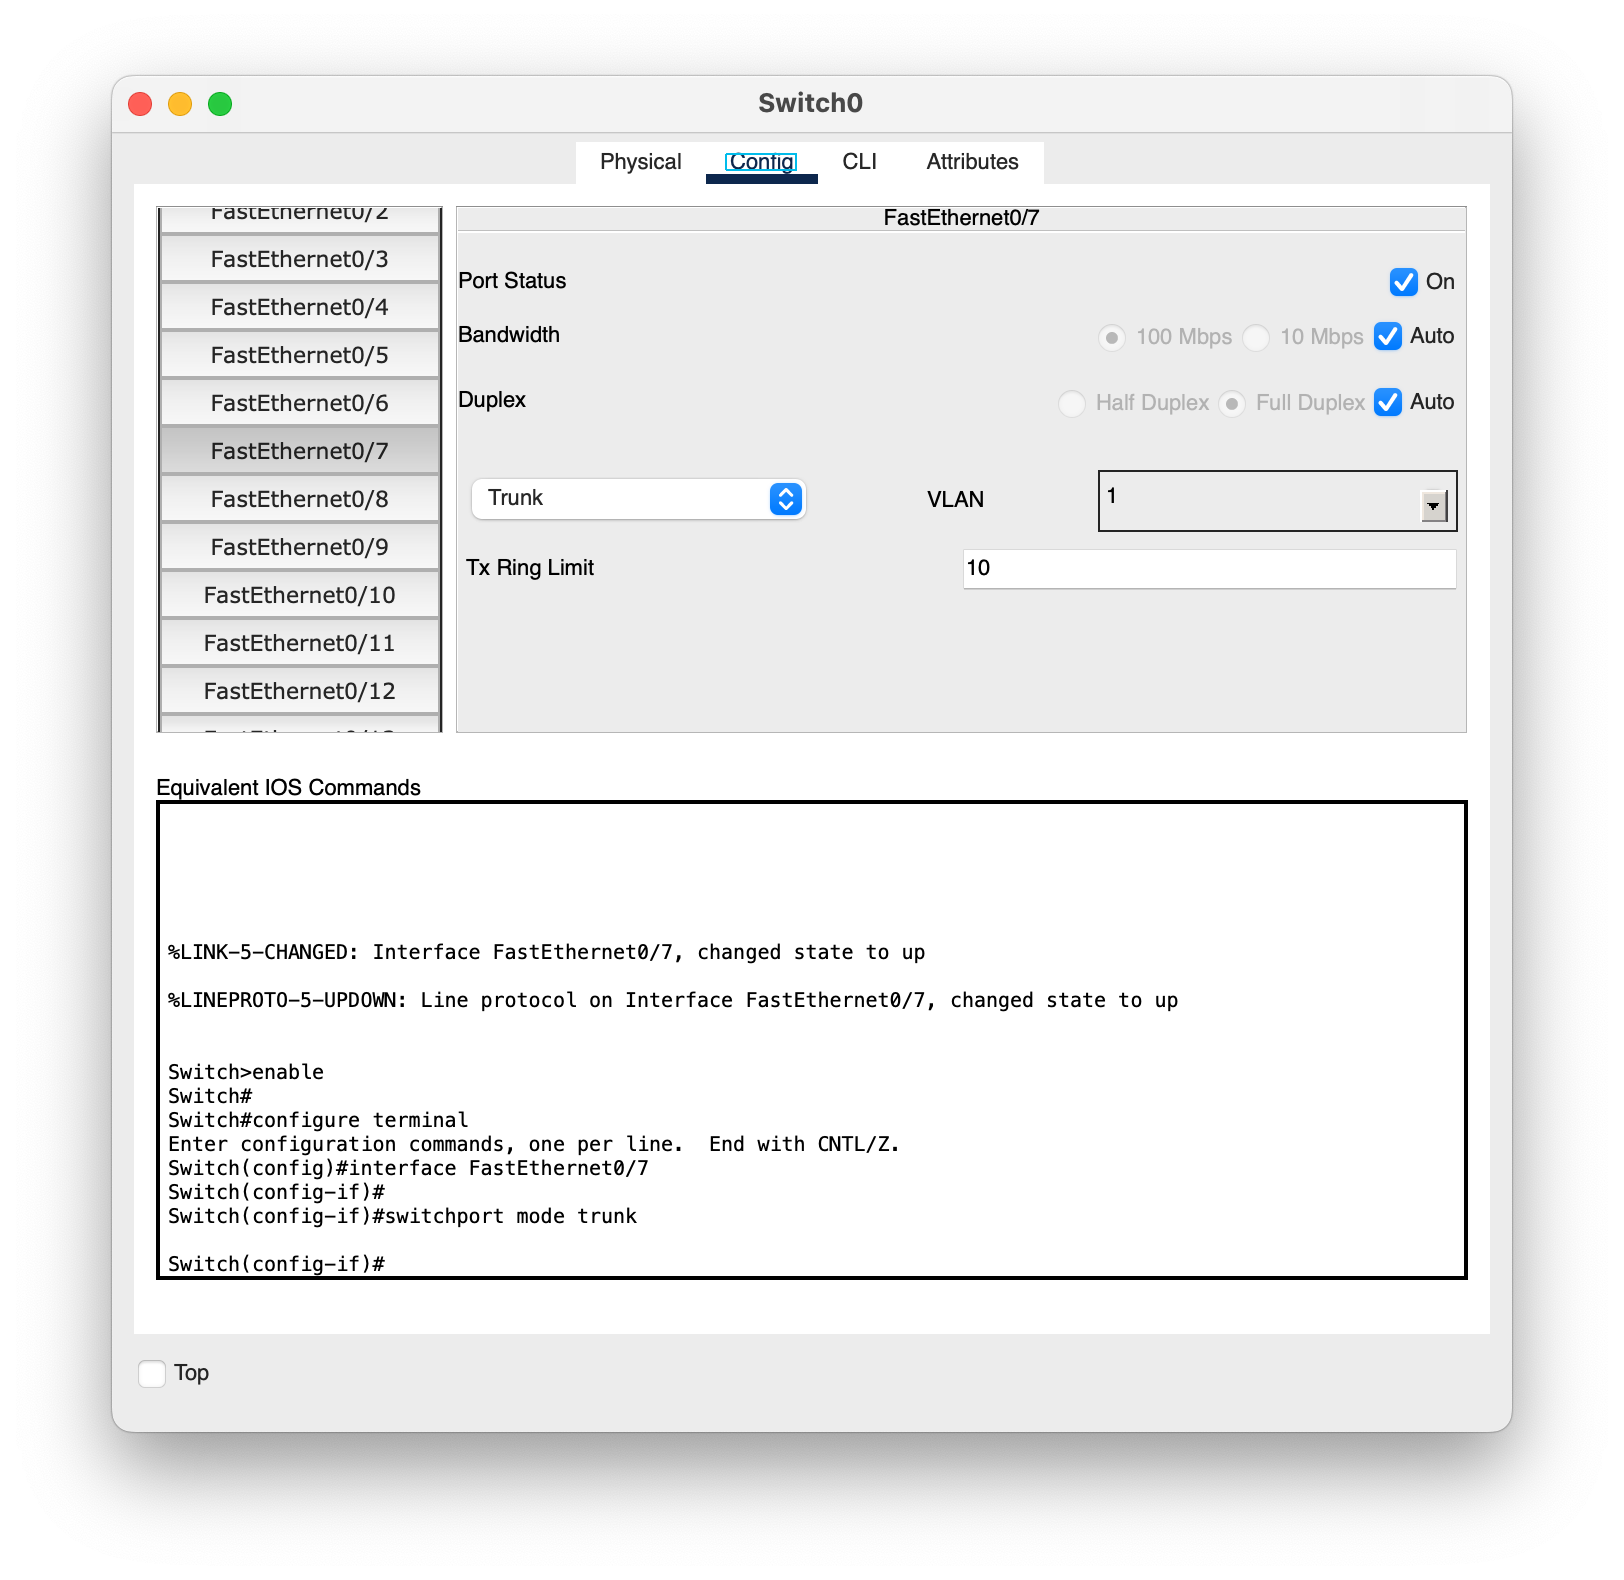 Switch0
Physical Config CLI Attributes
FastEthernet0/2
FastEthernet0/3
FastEthernet0/4
FastEthernet0/5
FastEthernet0/6
FastEthernet0/7
FastEthernet0/8
FastEthernet0/9
FastEthernet0/10
FastEthernet0/11
FastEthernet0/12
FastEthernet0/7
Port Status On
Bandwidth 100 Mbps 10 Mbps Auto
Duplex Half Duplex Full Duplex Auto
Trunk VLAN 1
Tx Ring Limit 10
Equivalent IOS Commands
%LINK-5-CHANGED: Interface FastEthernet0/7, changed state to up
%LINEPROTO-5-UPDOWN: Line protocol on Interface FastEthernet0/7, changed state to up
Switch>enable
Switch#
Switch#configure terminal
Enter configuration commands, one per line.  End with CNTL/Z.
Switch(config)#interface FastEthernet0/7
Switch(config-if)#
Switch(config-if)#switchport mode trunk
Switch(config-if)#
Top